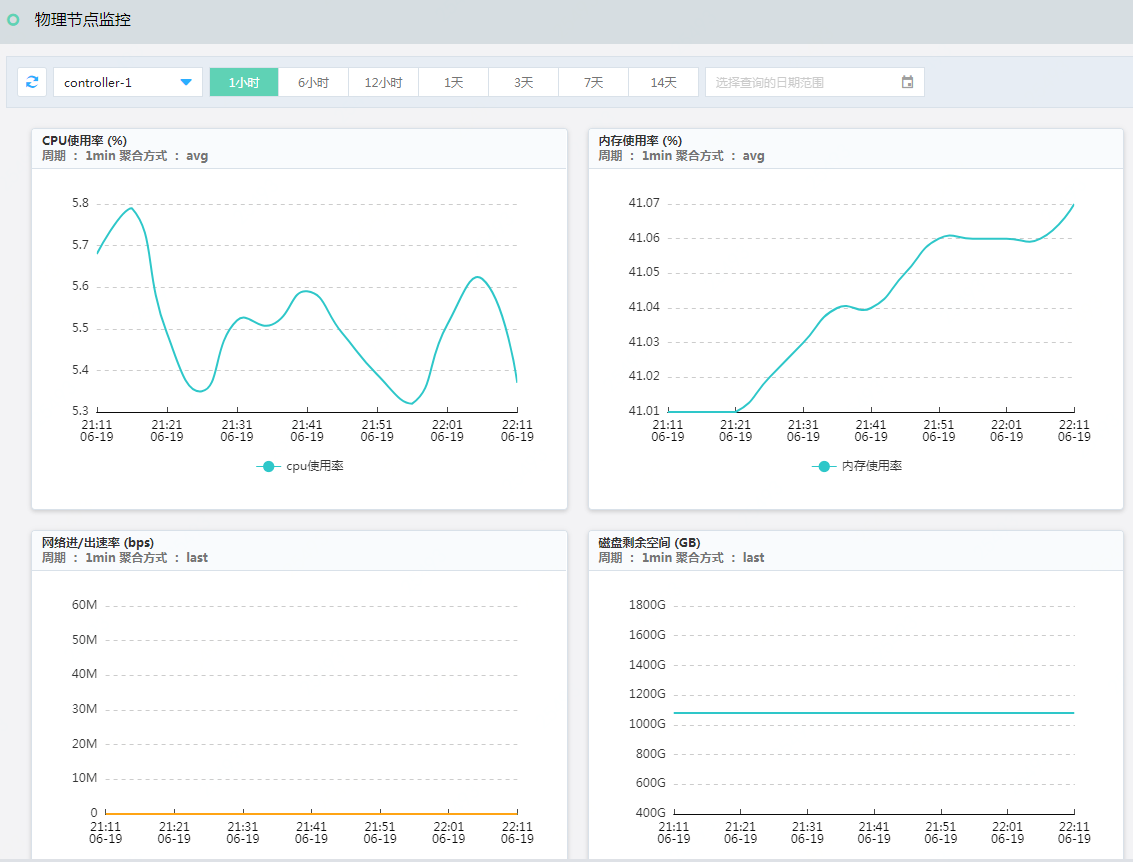 物理节点监控
controller-1 1小时 6小时 12小时 1天 3天 7天 14天 选择查询的日期范围
CPU使用率 (%)
周期 ： 1min 聚合方式 ： avg
5.8
5.7
5.6
5.5
5.4
5.3
21:11 21:21 21:31 21:41 21:51 22:01 22:11
06-19 06-19 06-19 06-19 06-19 06-19 06-19
cpu使用率
内存使用率 (%)
周期 ： 1min 聚合方式 ： avg
41.07
41.06
41.05
41.04
41.03
41.02
41.01
21:11 21:21 21:31 21:41 21:51 22:01 22:11
06-19 06-19 06-19 06-19 06-19 06-19 06-19
内存使用率
网络进/出速率 (bps)
周期 ： 1min 聚合方式 ： last
60M
50M
40M
30M
20M
10M
0
21:11 21:21 21:31 21:41 21:51 22:01 22:11
06-19 06-19 06-19 06-19 06-19 06-19 06-19
磁盘剩余空间 (GB)
周期 ： 1min 聚合方式 ： last
1800G
1600G
1400G
1200G
1000G
800G
600G
400G
21:11 21:21 21:31 21:41 21:51 22:01 22:11
06-19 06-19 06-19 06-19 06-19 06-19 06-19